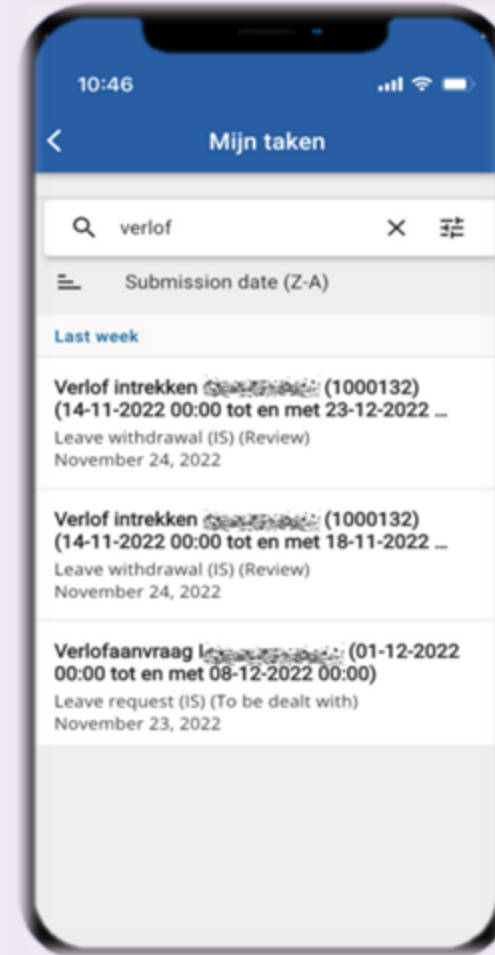 10:46
Mijn taken
verlof
Submission date (Z-A)
Last week
Verlof intrekken (1000132)
(14-11-2022 00:00 tot en met 23-12-2022 ...
Leave withdrawal (IS) (Review)
November 24, 2022
Verlof intrekken (1000132)
(14-11-2022 00:00 tot en met 18-11-2022 ...
Leave withdrawal (IS) (Review)
November 24, 2022
Verlofaanvraag (01-12-2022
00:00 tot en met 08-12-2022 00:00)
Leave request (IS) (To be dealt with)
November 23, 2022